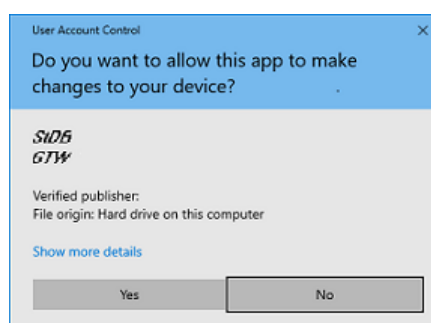 User Account Control
Do you want to allow this app to make
changes to your device?
GTW
Verified publisher:
File origin: Hard drive on this computer
Show more details
Yes
No